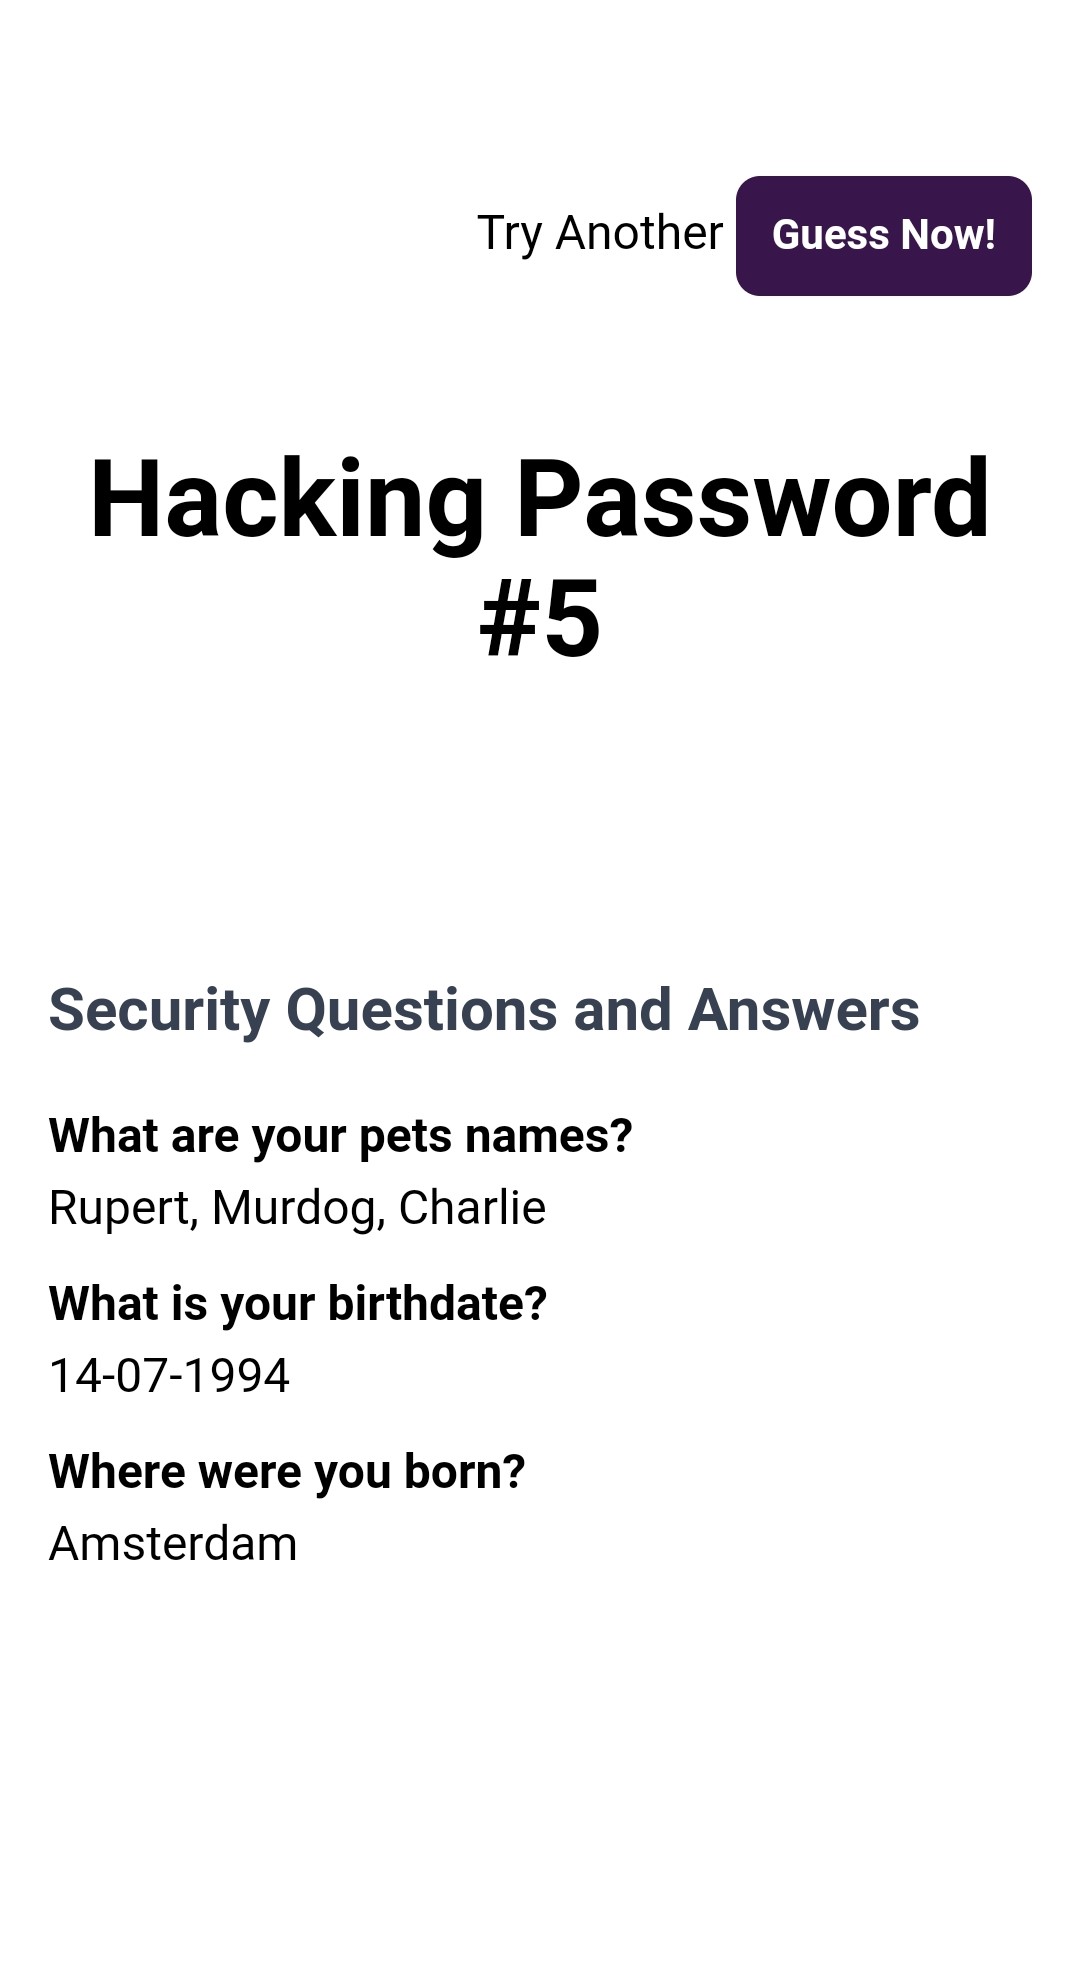 Try Another
Guess Now!
Hacking Password
#5
Security Questions and Answers
What are your pets names?
Rupert, Murdog, Charlie
What is your birthdate?
14-07-1994
Where were you born?
Amsterdam